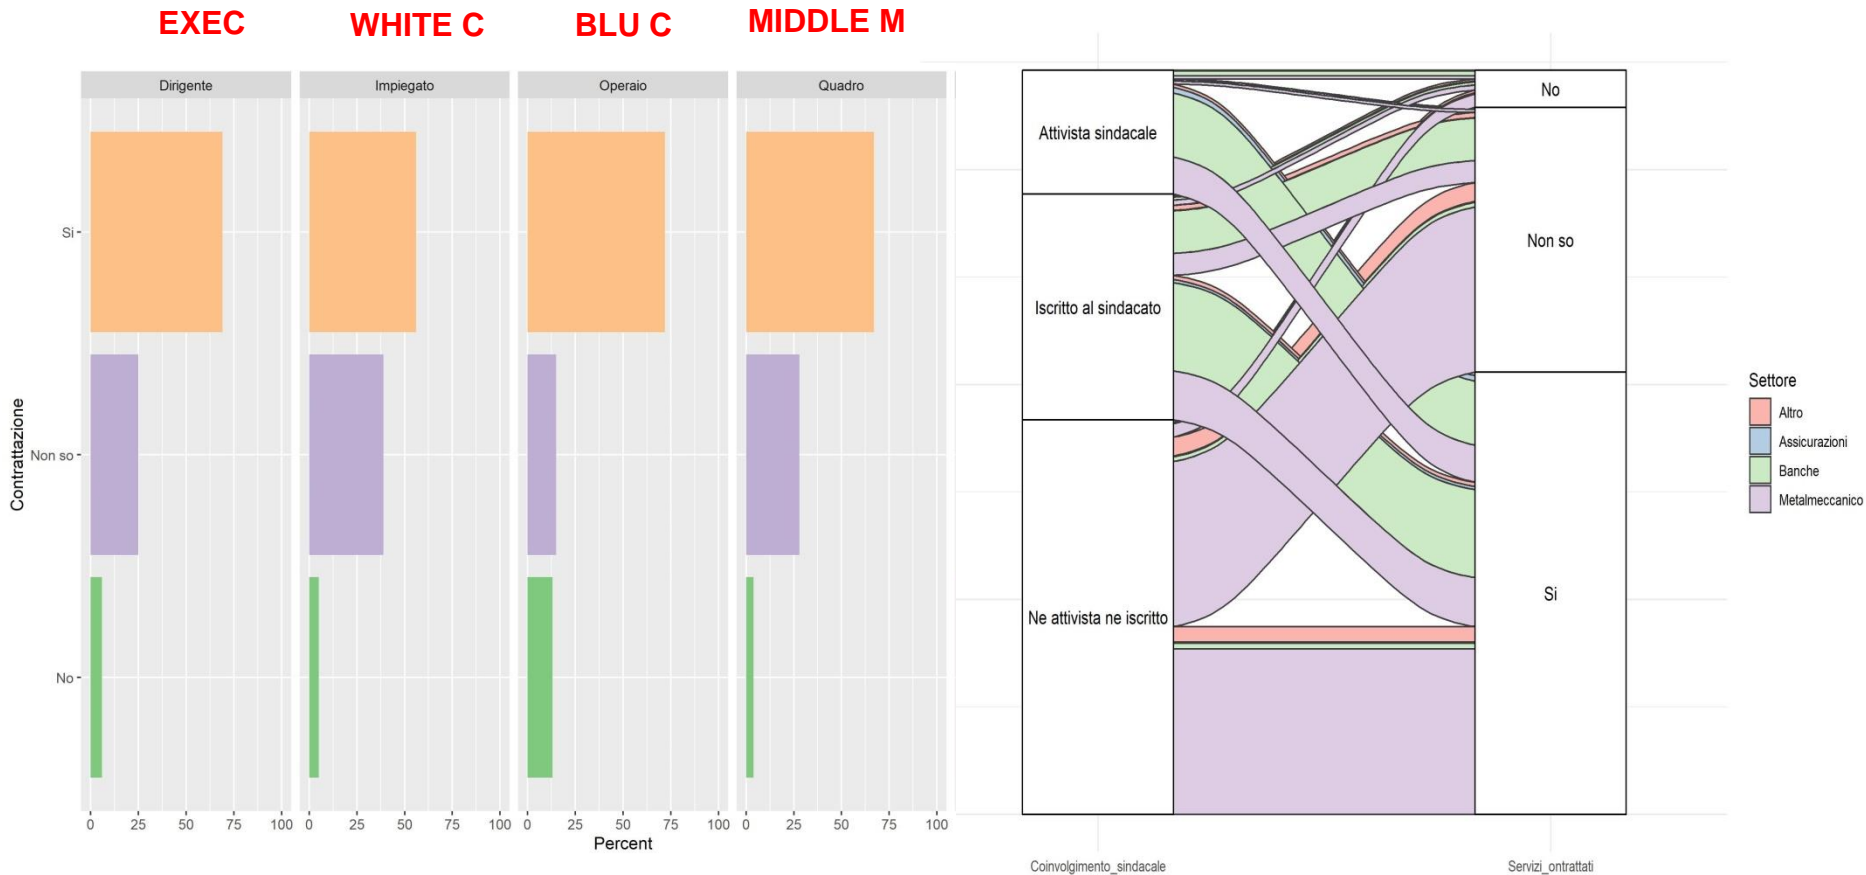 EXEC WHITE C BLU C MIDDLE M
Dirigente Impiegato Operaio Quadro
Contrattazione
Si
Non so
No
0 25 50 75 100 0 25 50 75 100 0 25 50 75 100 0 25 50 75 100
Percent
Attivista sindacale
Iscritto al sindacato
Ne attivista ne iscritto
No
Non so
Si
Coinvolgimento_sindacale Servizi_ontrattati
Settore
Altro
Assicurazioni
Banche
Metalmeccanico